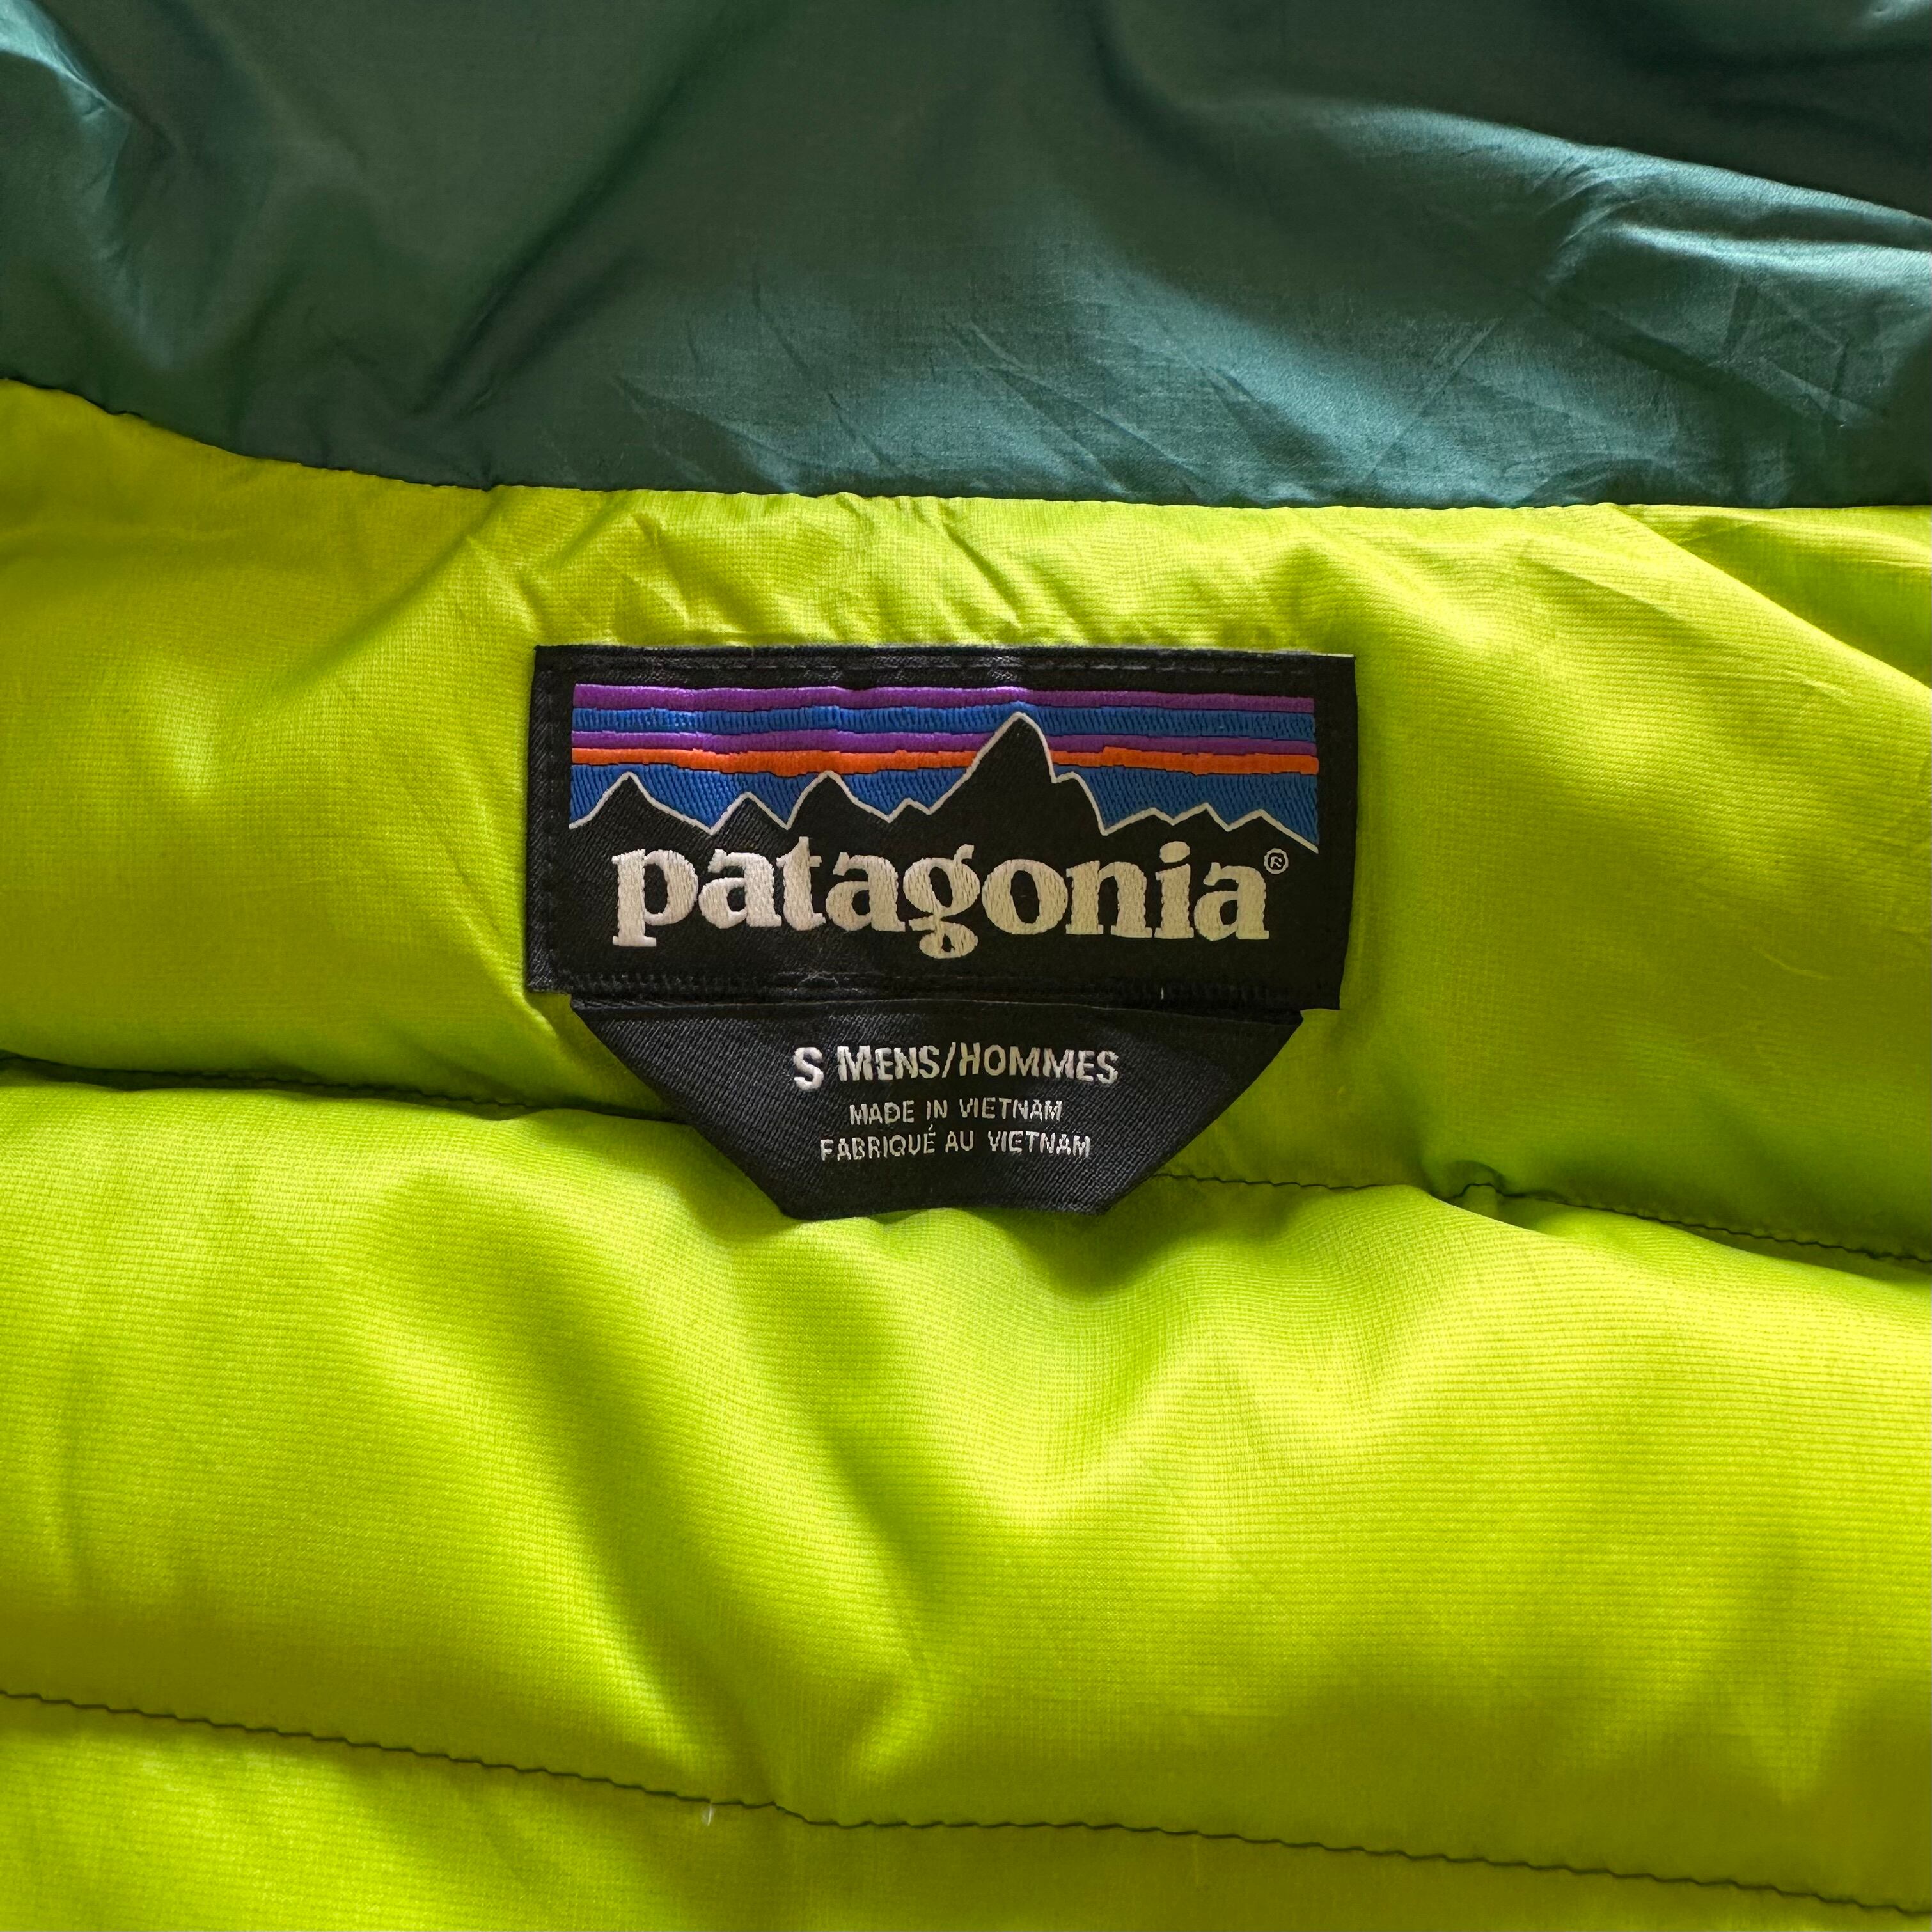 patagonia®
S MENS/HOMMES
MADE IN VIETNAM
FABRIQUÉ AU VIETNAM